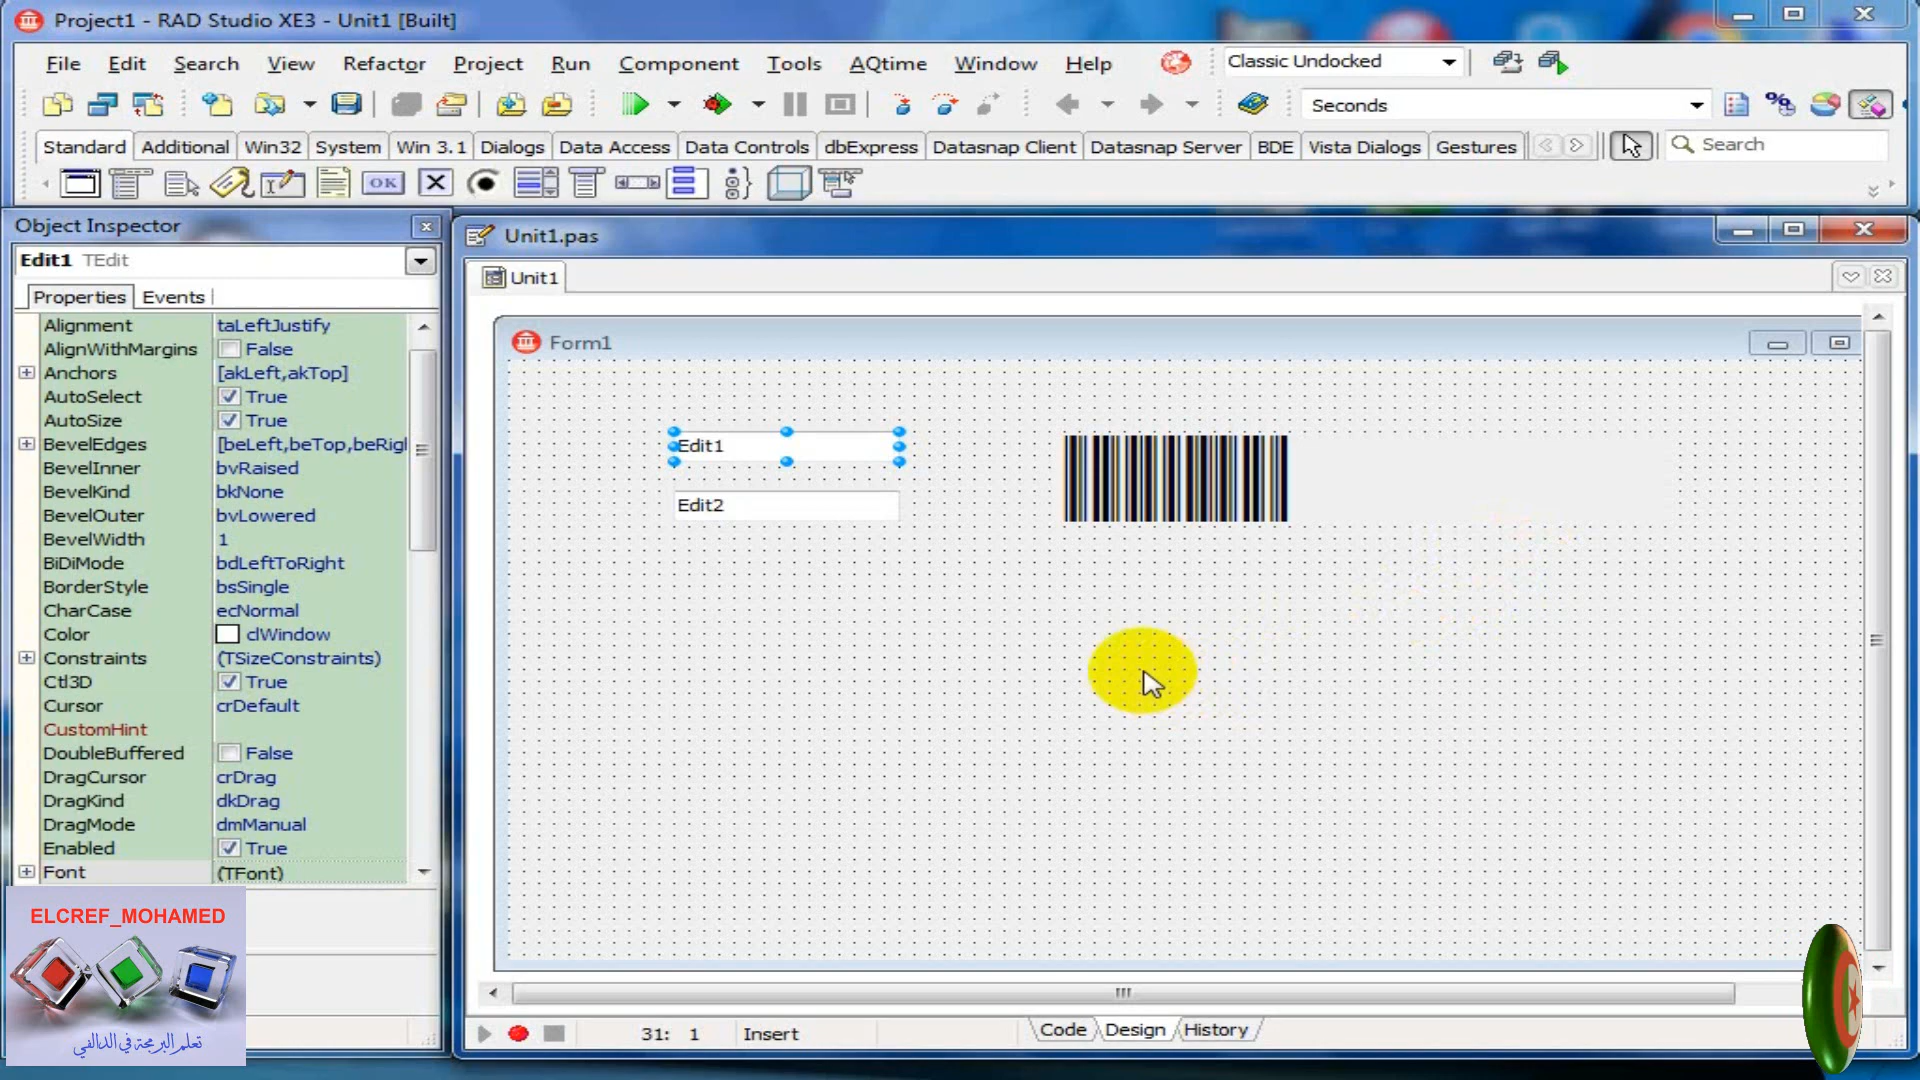 Project1 - RAD Studio XE3 - Unit1 [Built]
File Edit Search View Refactor Project Run Component Tools AQtime Window Help Classic Undocked
Seconds
Standard Additional Win32 System Win 3.1 Dialogs Data Access Data Controls dbExpress Datasnap Client Datasnap Server BDE Vista Dialogs Gestures Search
OK
Object Inspector
Edit1 TEdit
Properties Events
Alignment taLeftJustify
AlignWithMargins False
Anchors [akLeft,akTop]
AutoSelect True
AutoSize True
BevelEdges [beLeft,beTop,beRigl
BevelInner bvRaised
BevelKind bkNone
BevelOuter bvLowered
BevelWidth 1
BiDiMode bdLeftToRight
BorderStyle bsSingle
CharCase ecNormal
Color clWindow
Constraints (TSizeConstraints)
Ctl3D True
Cursor crDefault
CustomHint
DoubleBuffered False
DragCursor crDrag
DragKind dkDrag
DragMode dmManual
Enabled True
Font (TFont)
ELCREF_MOHAMED
تعلم البرمجة في الدالفي
Unit1.pas
Unit1
Form1
Edit1
Edit2
31: 1 Insert
Code Design History